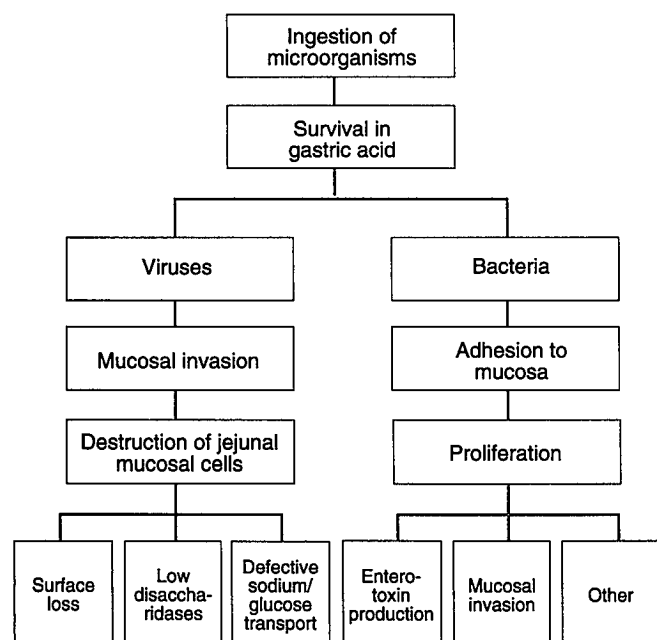 Ingestion of
microorganisms
Survival in
gastric acid
Viruses
Bacteria
Mucosal invasion
Adhesion to
mucosa
Destruction of jejunal
mucosal cells
Proliferation
Surface
loss
Low
disaccha-
ridases
Defective
sodium/
glucose
transport
Entero-
toxin
production
Mucosal
invasion
Other